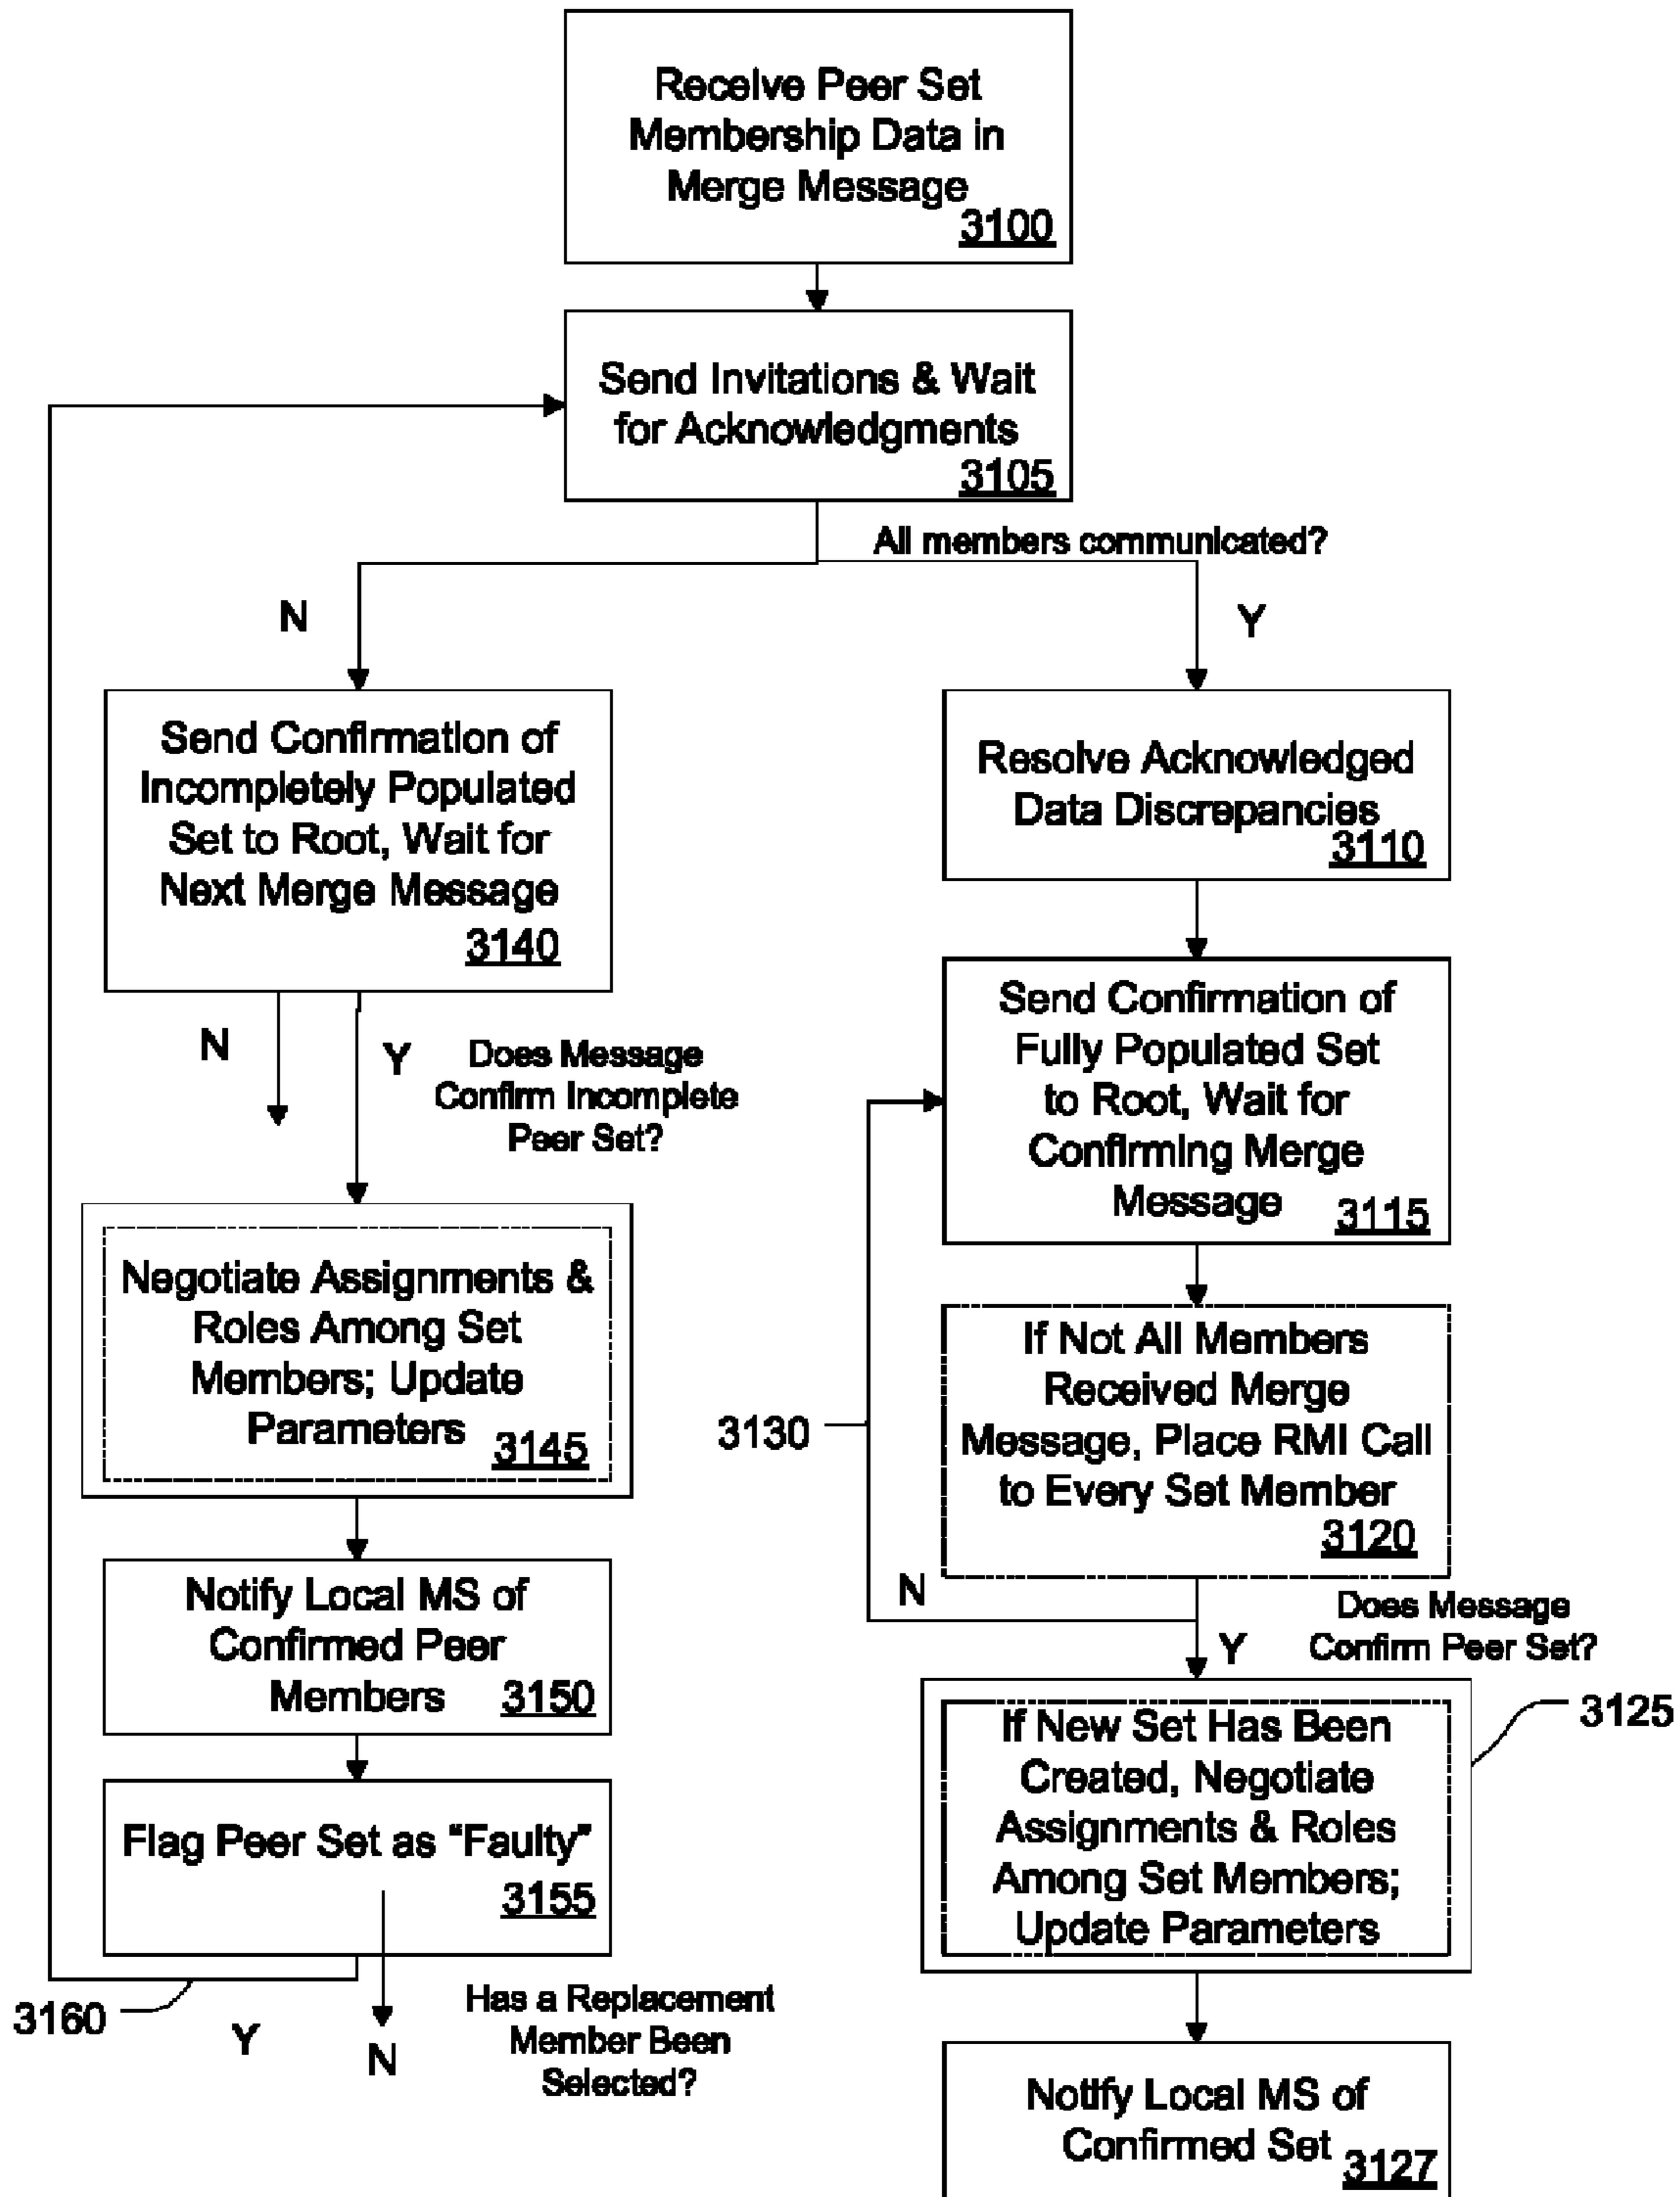 Receive Peer Set
Membership Data in
Merge Message
3100
Send Invitations & Wait
for Acknowledgments
3105
All members communicated?
N
Y
Send Confirmation of
Incompletely Populated
Set to Root, Wait for
Next Merge Message
3140
Resolve Acknowledged
Data Discrepancies
3110
N
Y
Does Message
Confirm Incomplete
Peer Set?
Send Confirmation of
Fully Populated Set
to Root, Wait for
Confirming Merge
Message
3115
Negotiate Assignments &
Roles Among Set
Members; Update
Parameters
3145
3130
If Not All Members
Received Merge
Message, Place RMI Call
to Every Set Member
3120
Notify Local MS of
Confirmed Peer
Members
3150
N
Y
Does Message
Confirm Peer Set?
Flag Peer Set as "Faulty"
3155
If New Set Has Been
Created, Negotiate
Assignments & Roles
Among Set Members;
Update Parameters
3125
3160
Y
N
Has a Replacement
Member Been
Selected?
Notify Local MS of
Confirmed Set
3127